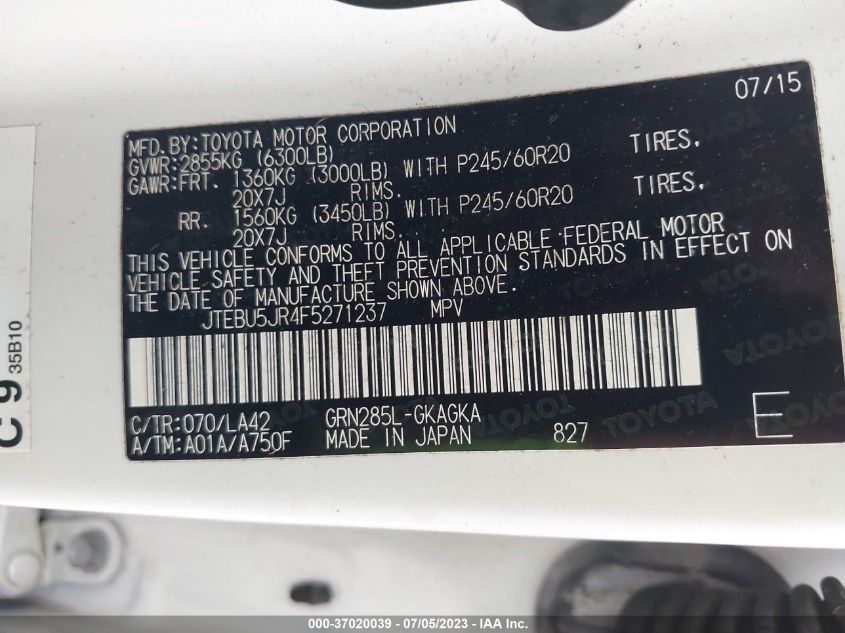 07/15
MFD. BY: TOYOTA MOTOR CORPORATION
GVWR: 2855KG (6300LB)
GAWR: FRT. 1360KG (3000LB) WITH P245/60R20 TIRES,
20X7J RIMS.
RR. 1560KG (3450LB) WITH P245/60R20 TIRES,
20X7J RIMS.
THIS VEHICLE CONFORMS TO ALL APPLICABLE FEDERAL MOTOR
VEHICLE SAFETY AND THEFT PREVENTION STANDARDS IN EFFECT ON
THE DATE OF MANUFACTURE SHOWN ABOVE.
JTEBU5JR4F5271237 MPV
C/TR: 070/LA42 GRN285L-GKAGKA
A/TM: A01A/A750F MADE IN JAPAN 827 E
C 9 35B10
TOYOTA
000-37020039 - 07/05/2023 - IAA Inc.